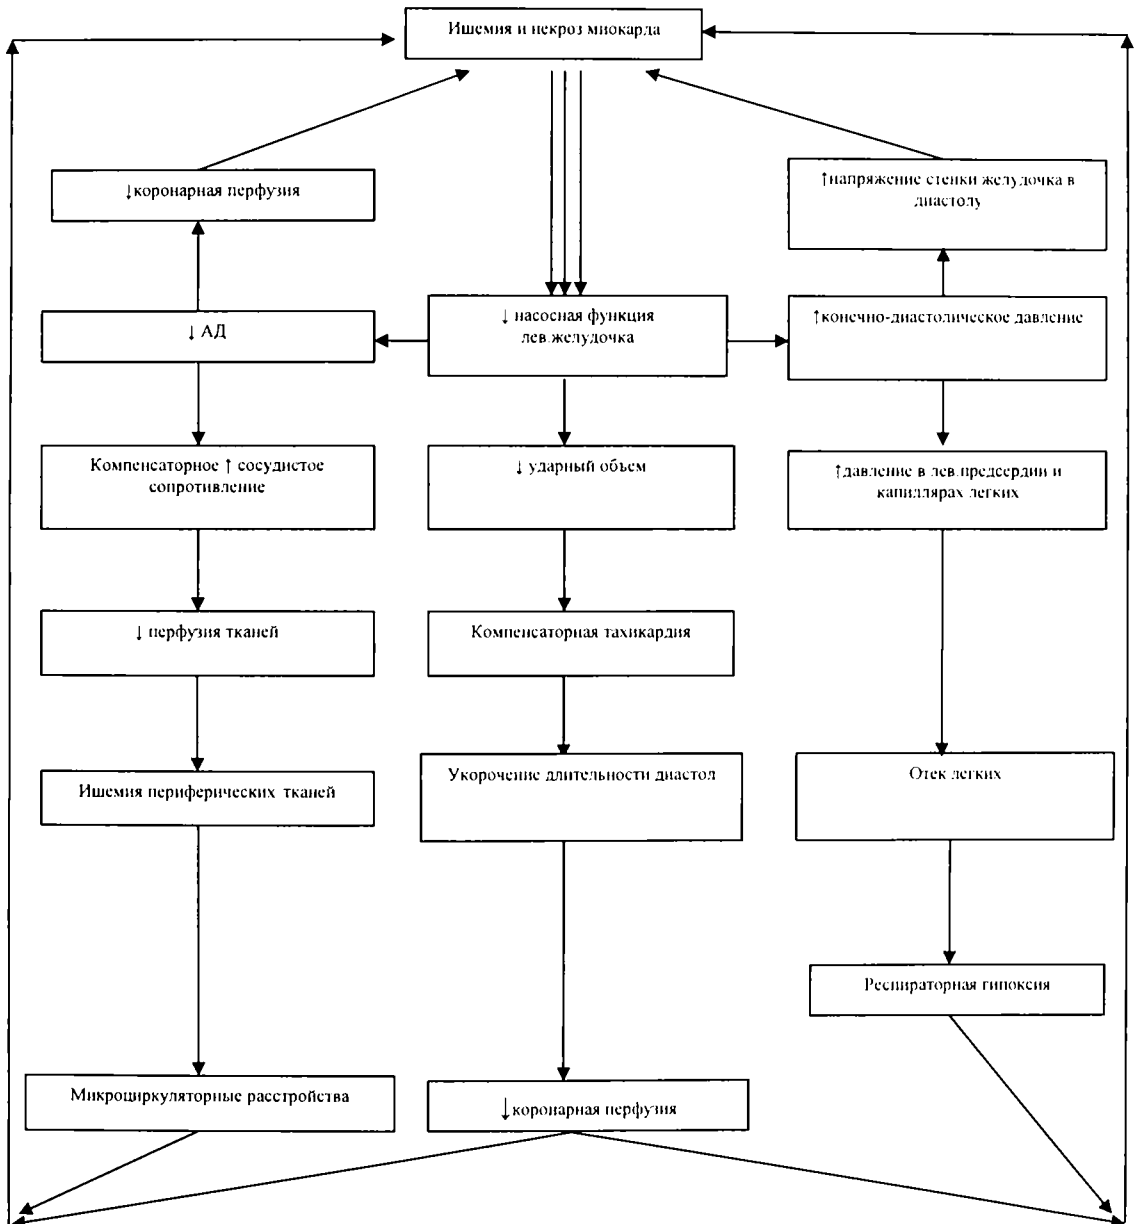 Ишемия и некроз миокарда
↓коронарная перфузия
↑напряжение стенки желудочка в
диастолу
↓ АД
↓ насосная функция
лев.желудочка
↑конечно-диастолическое давление
Компенсаторное ↑ сосудистое
сопротивление
↓ ударный объем
↑давление в лев.предсердии и
капиллярах легких
↓ перфузия тканей
Компенсаторная тахикардия
Ишемия периферических тканей
Укорочение длительности диастол
Отек легких
Респираторная гипоксия
Микроциркуляторные расстройства
↓коронарная перфузия